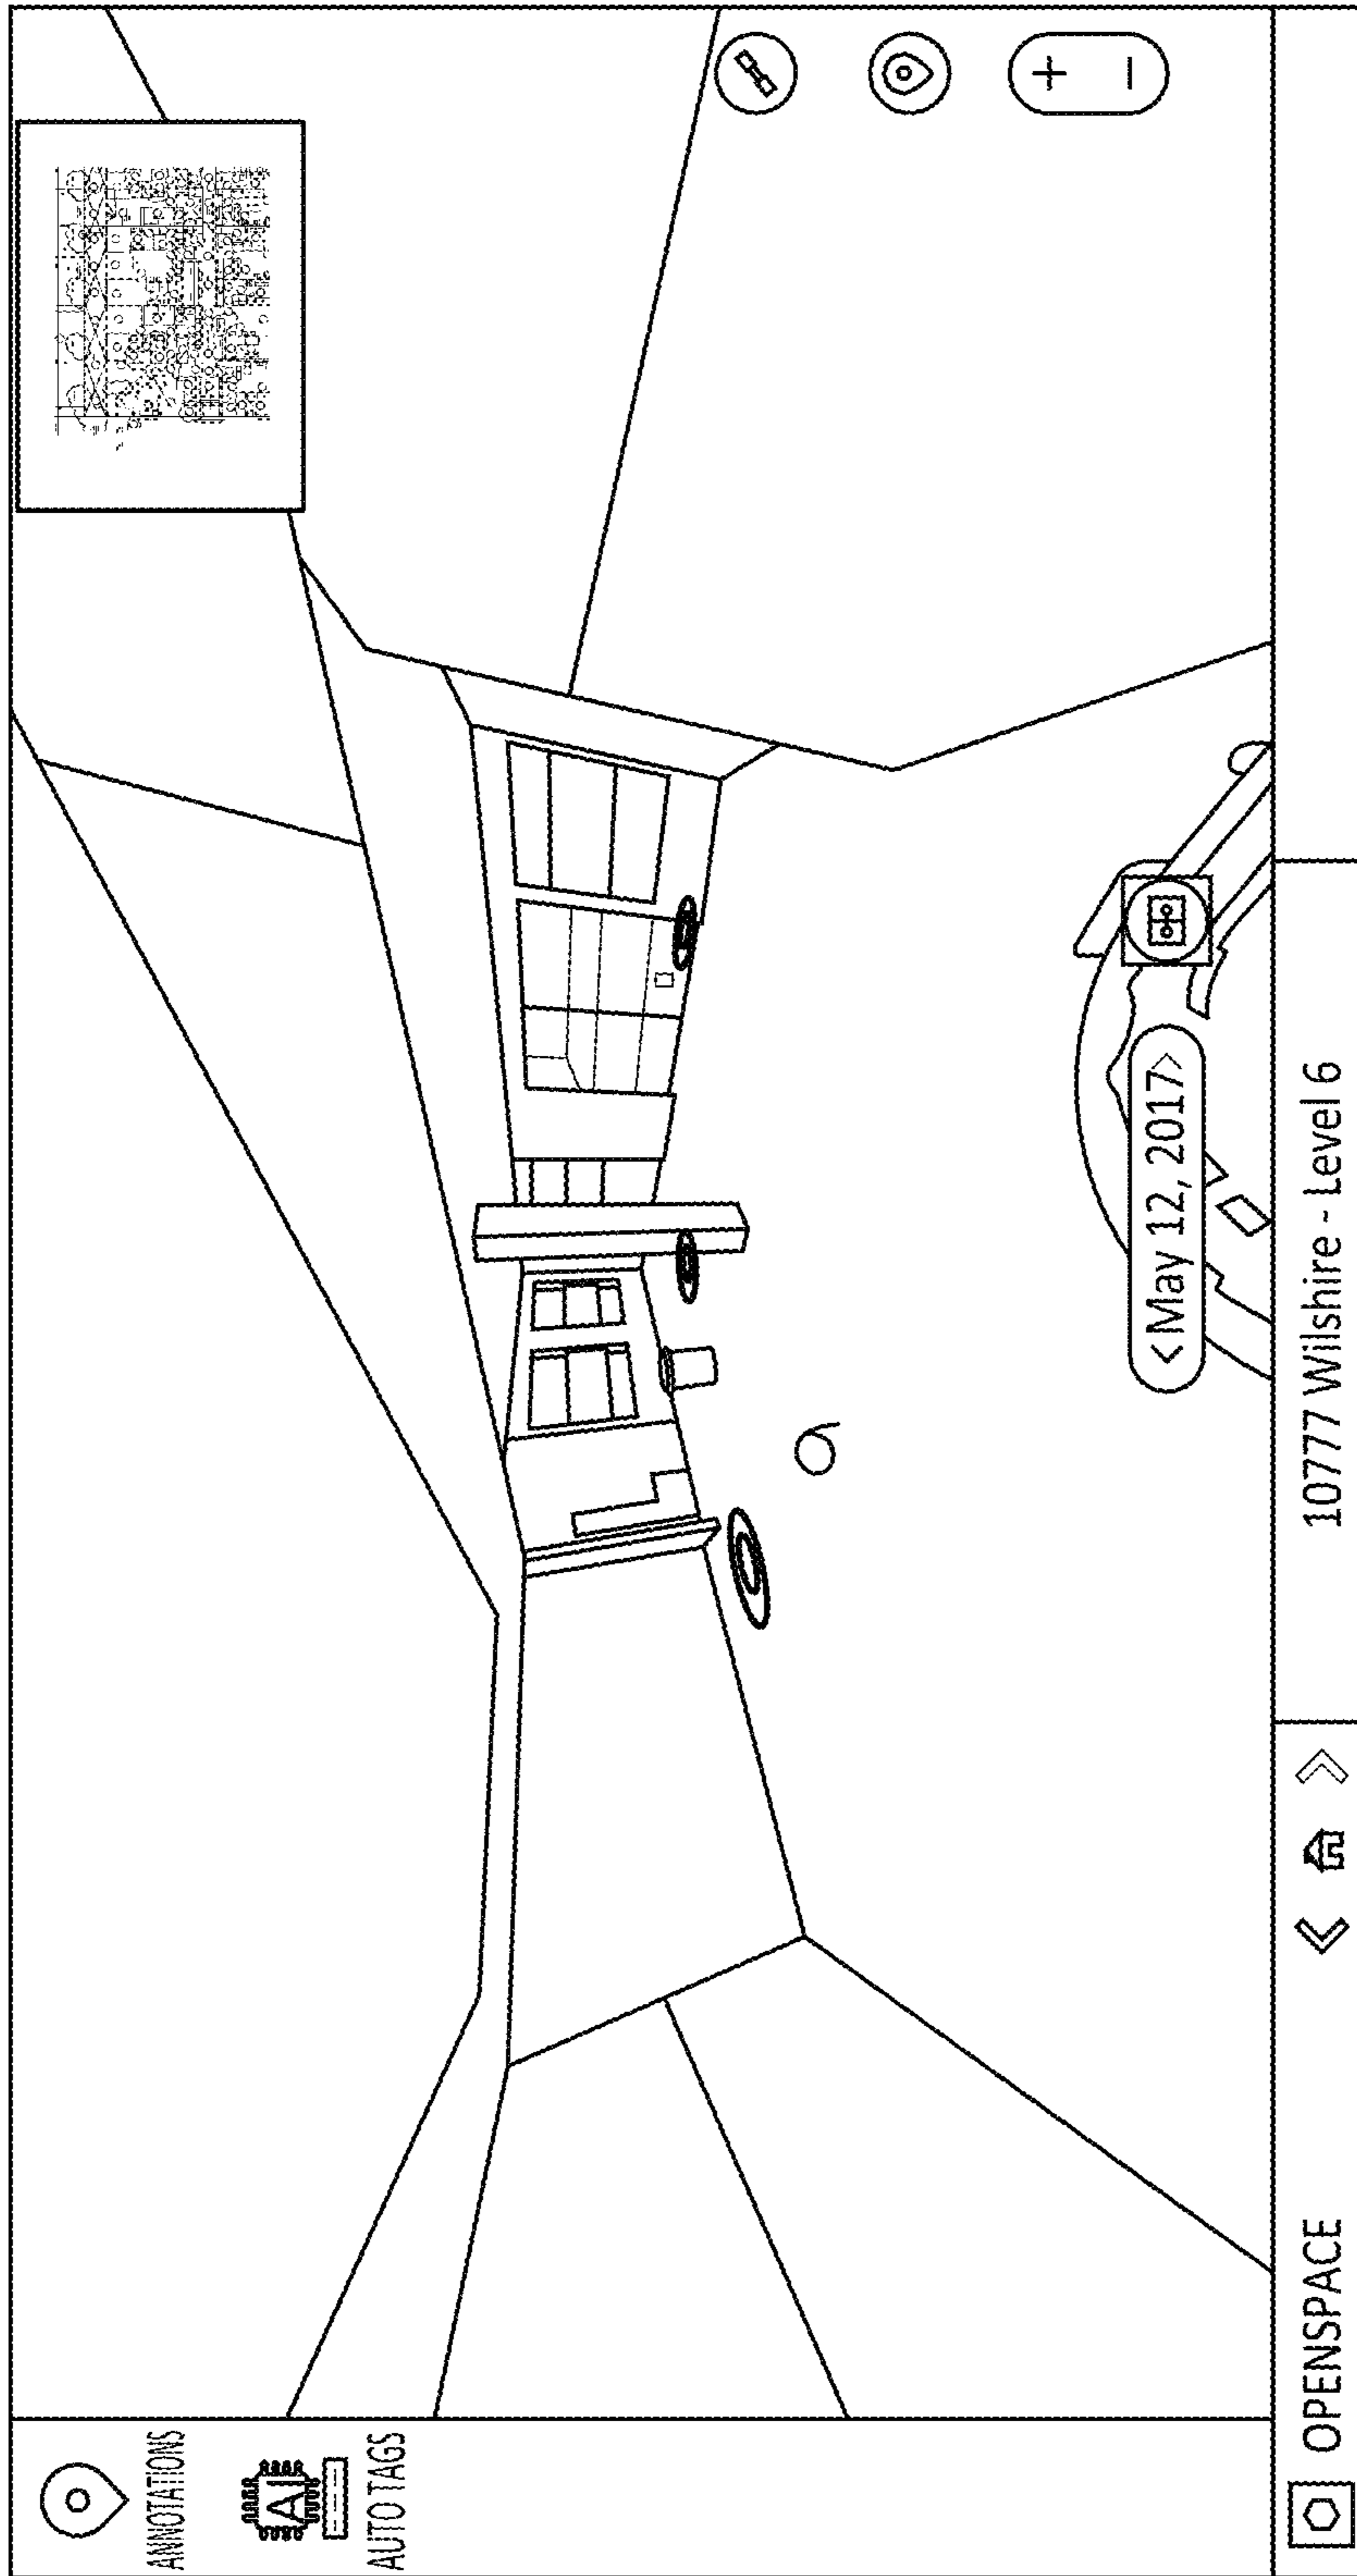 ANNOTATIONS
AI
AUTO TAGS
+
-
<May 12, 2017>
OPENSPACE
10777 Wilshire - Level 6